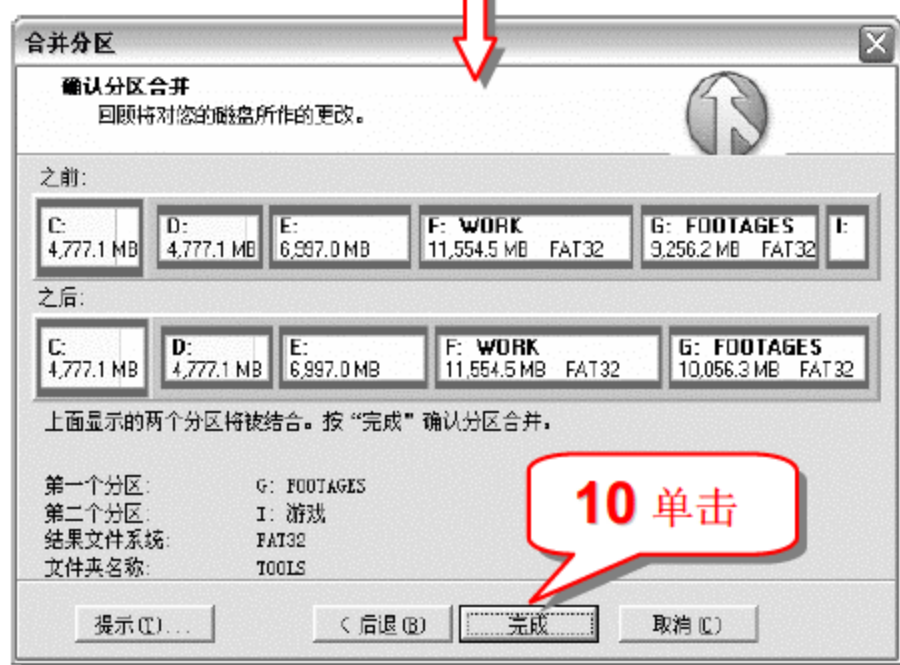 合并分区
确认分区合并
回顾将对您的磁盘所作的更改。
之前:
C: D: E: F: WORK G: FOOTAGES I:
4,777.1 MB 4,777.1 MB 6,997.0 MB 11,554.5 MB FAT32 9,256.2 MB FAT32
之后:
C: D: E: F: WORK G: FOOTAGES
4,777.1 MB 4,777.1 MB 6,997.0 MB 11,554.5 MB FAT32 10,056.3 MB FAT32
上面显示的两个分区将被结合。按“完成”确认分区合并。
第一个分区: G: FOOTAGES
第二个分区: I: 游戏
结果文件系统: FAT32
文件夹名称: TOOLS
10 单击
提示(T)... < 后退(B) 完成 取消(C)